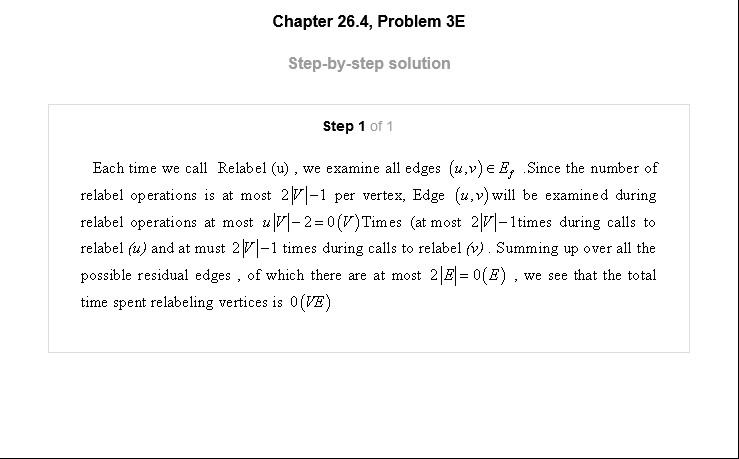 Chapter 26.4, Problem 3E
Step-by-step solution
Step 1 of 1
Each time we call Relabel (u) , we examine all edges (u,v)∈ E_f .Since the number of
relabel operations is at most 2|V|−1 per vertex, Edge (u,v)will be examined during
relabel operations at most u|V|−2=0(V)Times (at most 2|V|−1times during calls to
relabel (u) and at must 2|V|−1 times during calls to relabel (v) . Summing up over all the
possible residual edges , of which there are at most 2|E|=0(E) , we see that the total
time spent relabeling vertices is 0(VE)